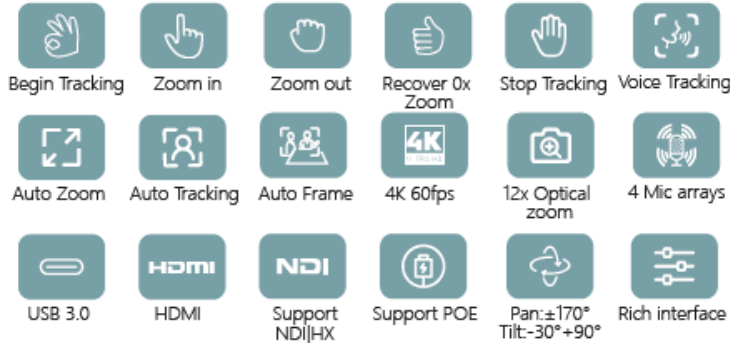 Begin Tracking
Zoom in
Zoom out
Recover 0x
Zoom
Stop Tracking
Voice Tracking
4K
Auto Zoom
Auto Tracking
Auto Frame
4K 60fps
12x Optical
zoom
4 Mic arrays
HDMI
NDI
USB 3.0
HDMI
Support
NDI|HX
Support POE
Pan:±170°
Tilt:-30°+90°
Rich interface